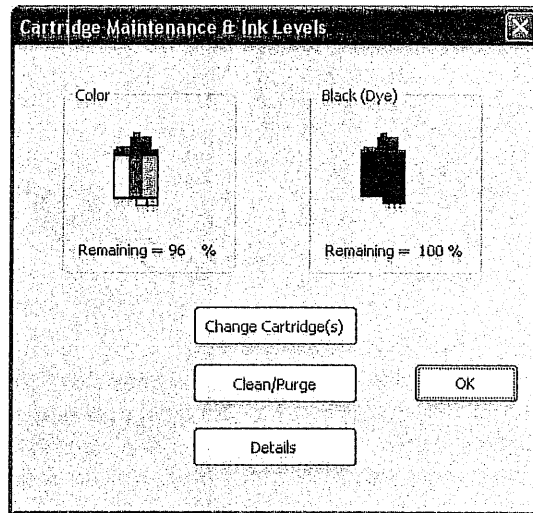 Cartridge Maintenance & Ink Levels
Color
Black (Dye)
Remaining = 96 %
Remaining = 100 %
Change Cartridge(s)
Clean/Purge
OK
Details